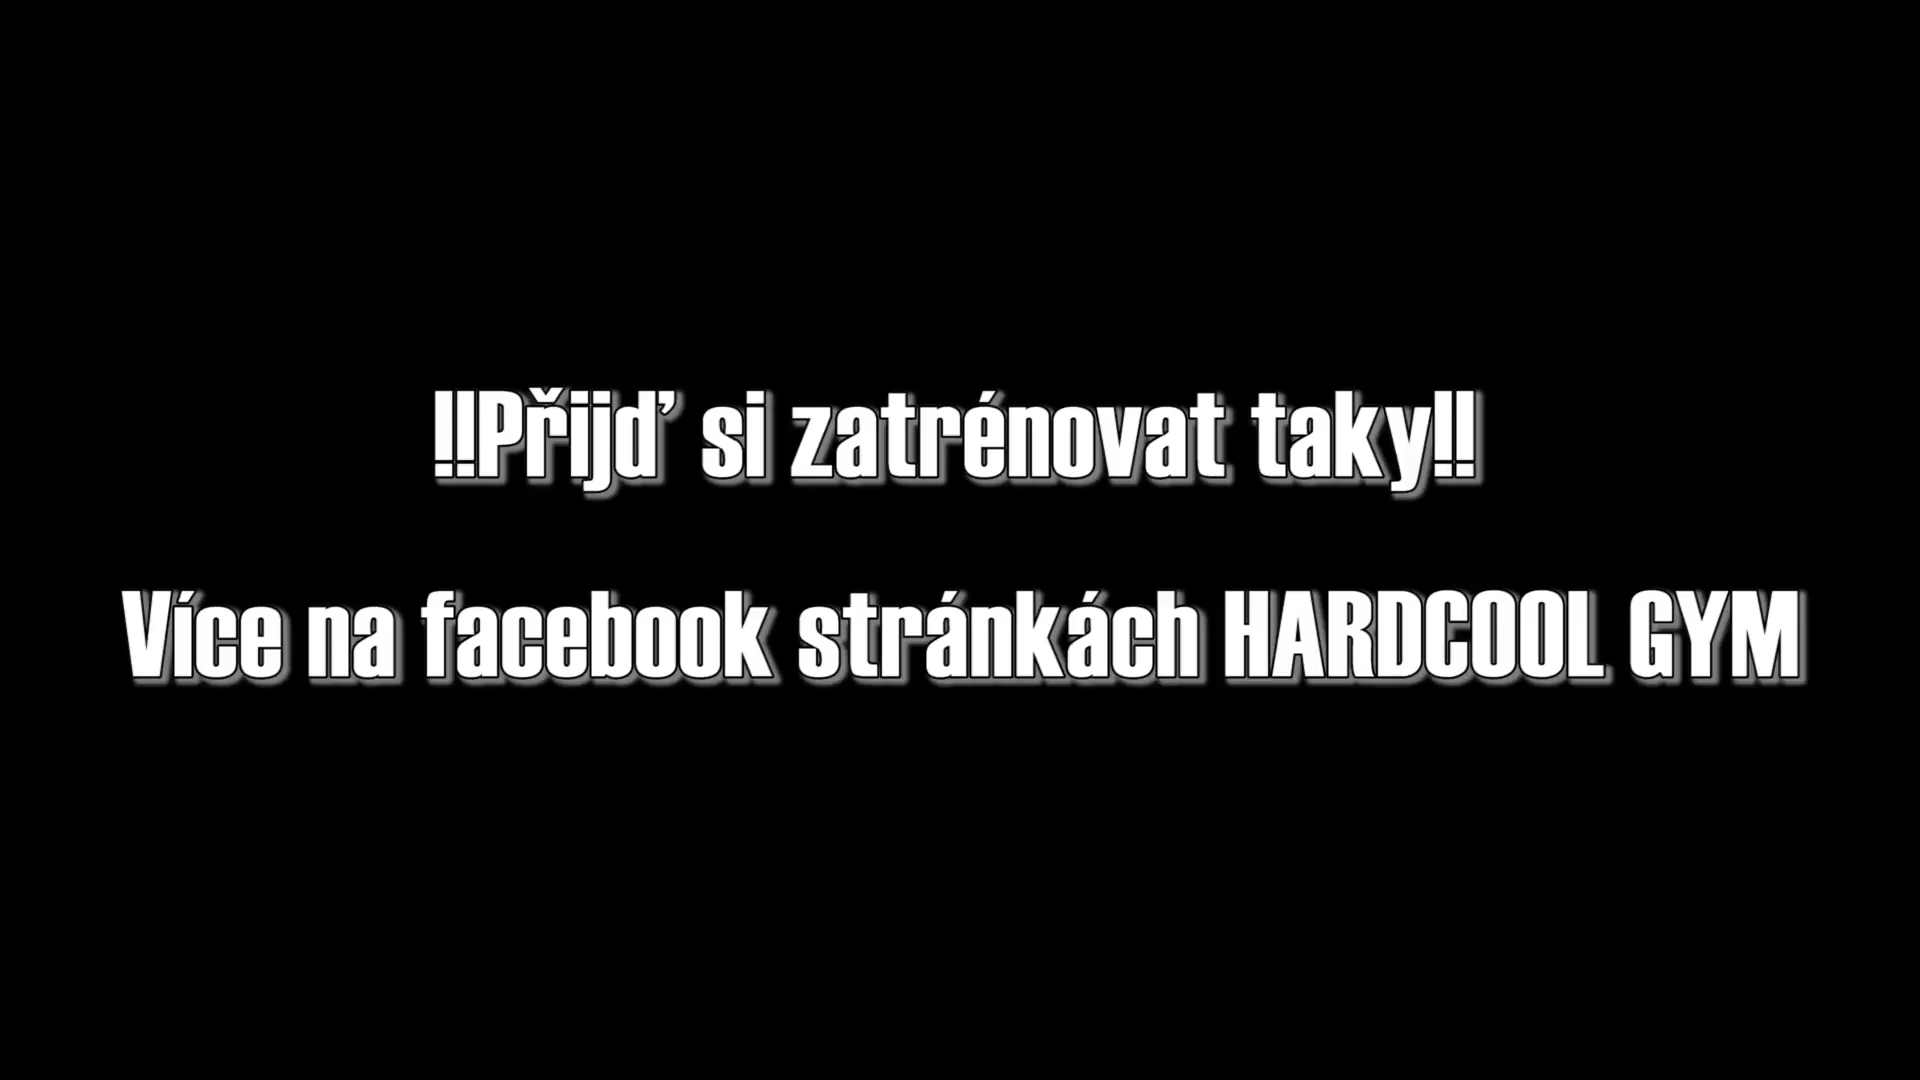 !!Přijď si zatrénovat taky!!
Více na facebook stránkách HARDCOOL GYM